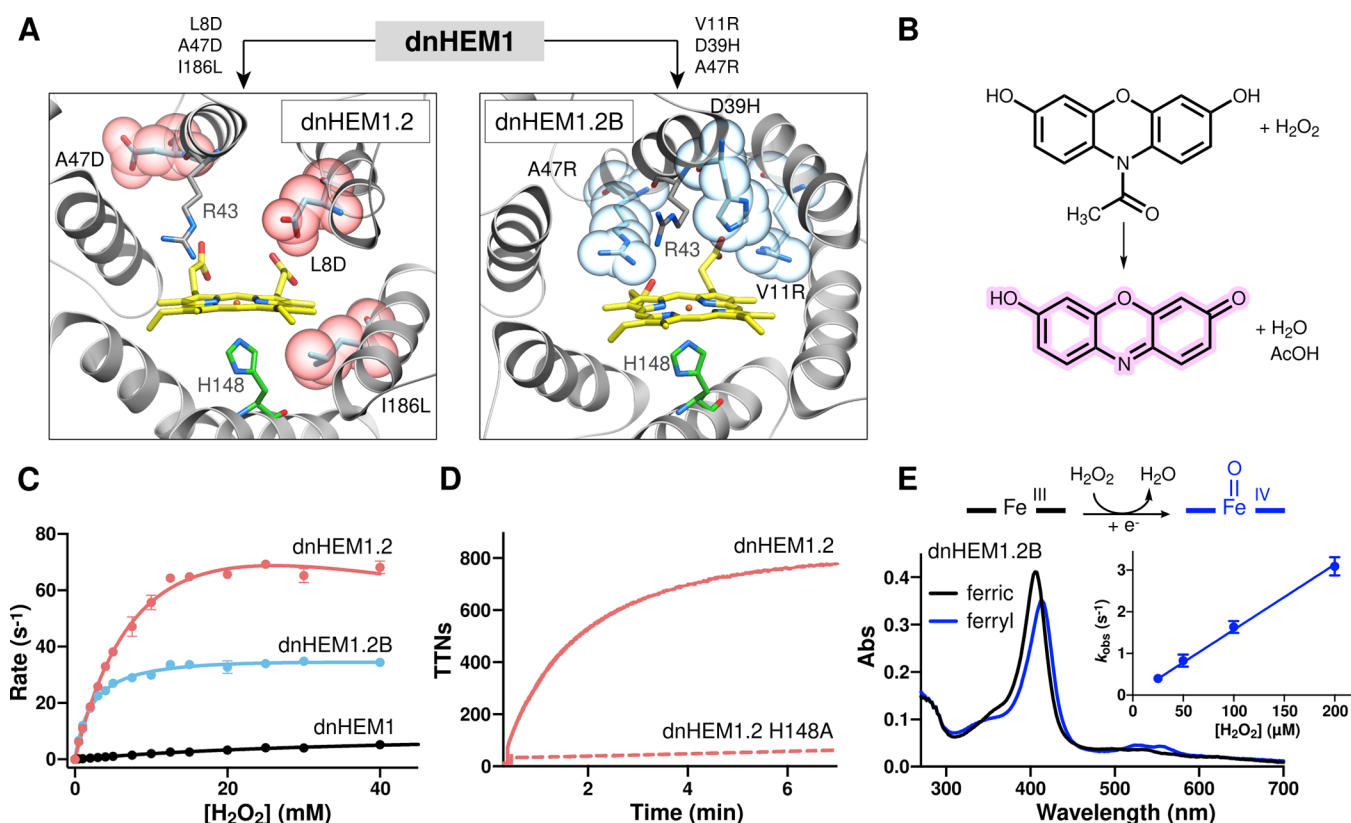 A
L8D
A47D
I186L
dnHEM1
V11R
D39H
A47R
dnHEM1.2
A47D
R43
L8D
H148
I186L
dnHEM1.2B
D39H
A47R
R43
V11R
H148
B
HO
O
OH
+ H₂O₂
N
H₃C
O
HO
O
O
N
+ H₂O
AcOH
C
Rate (s⁻¹)
80
60
40
20
0
dnHEM1.2
dnHEM1.2B
dnHEM1
0
20
40
[H₂O₂] (mM)
D
TTNs
800
600
400
200
0
dnHEM1.2
dnHEM1.2 H148A
2
4
6
Time (min)
E
H₂O₂
H₂O
O
Fe III
+ e⁻
Fe IV
dnHEM1.2B
ferric
ferryl
Abs
0.4
0.3
0.2
0.1
0.0
300
400
500
600
700
Wavelength (nm)
kobs (s⁻¹)
3
2
1
0
0
50
100
150
200
[H₂O₂] (µM)